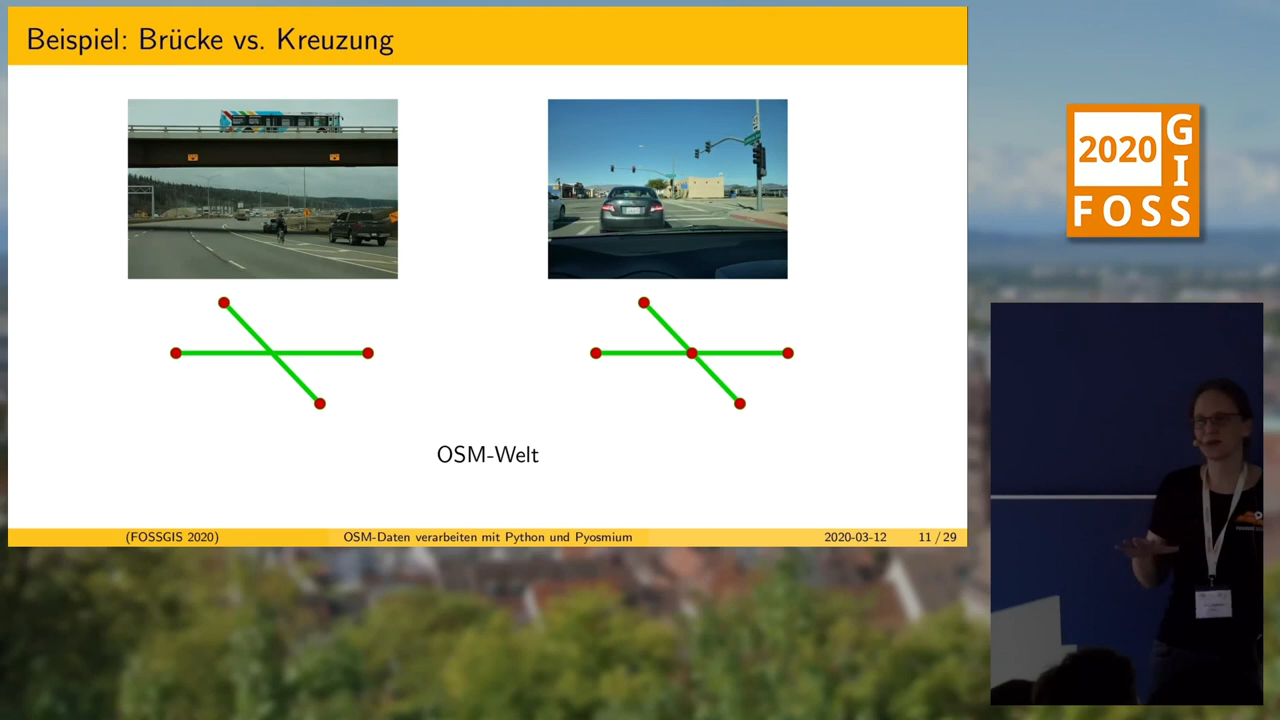 Beispiel: Brücke vs. Kreuzung
OSM-Welt
(FOSSGIS 2020)
OSM-Daten verarbeiten mit Python und Pyosmium
2020-03-12
11 / 29
2020
GIS
FOSS